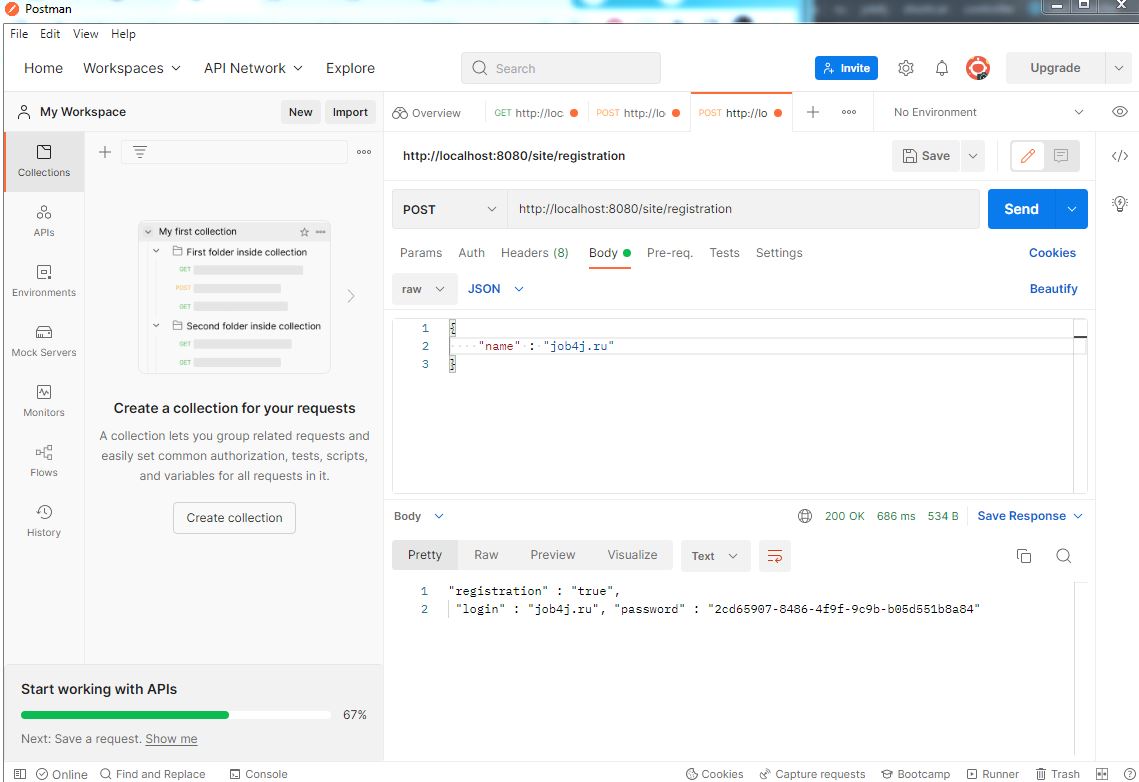 Postman
File Edit View Help
Home Workspaces API Network Explore Search Invite Upgrade
My Workspace New Import
Overview GET http://loc POST http://lo POST http://lo No Environment
Collections
APIs
Environments
Mock Servers
Monitors
Flows
History
My first collection
First folder inside collection
GET
POST
GET
Second folder inside collection
GET
GET
Create a collection for your requests
A collection lets you group related requests and
easily set common authorization, tests, scripts,
and variables for all requests in it.
Create collection
Start working with APIs
67%
Next: Save a request. Show me
http://localhost:8080/site/registration Save
POST http://localhost:8080/site/registration Send
Params Auth Headers (8) Body Pre-req. Tests Settings Cookies
raw JSON Beautify
1 {
2 "name" : "job4j.ru"
3 }
Body 200 OK 686 ms 534 B Save Response
Pretty Raw Preview Visualize Text
1 "registration" : "true",
2 "login" : "job4j.ru", "password" : "2cd65907-8486-4f9f-9c9b-b05d551b8a84"
Online Find and Replace Console Cookies Capture requests Bootcamp Runner Trash